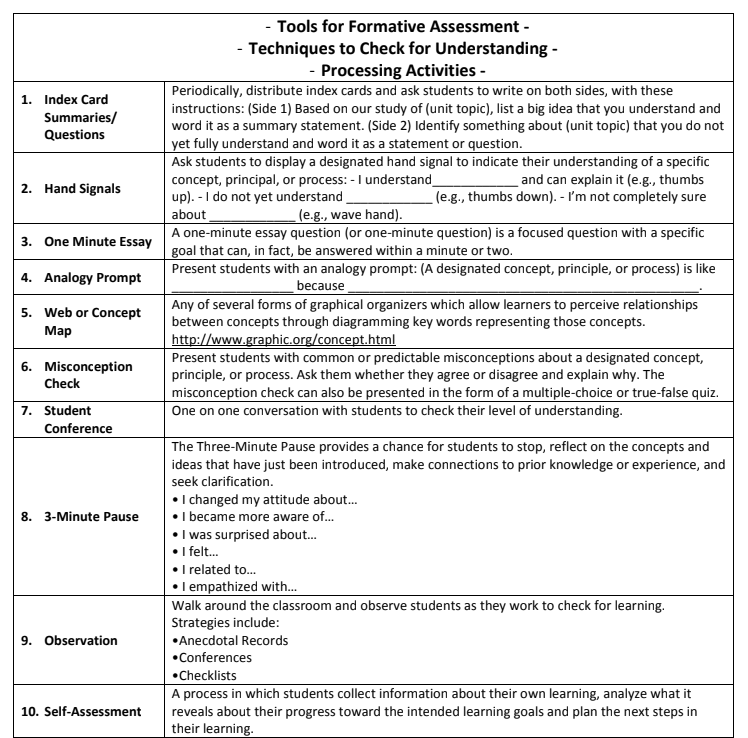 - Tools for Formative Assessment -
- Techniques to Check for Understanding -
- Processing Activities -
1. Index Card
Summaries/
Questions
Periodically, distribute index cards and ask students to write on both sides, with these
instructions: (Side 1) Based on our study of (unit topic), list a big idea that you understand and
word it as a summary statement. (Side 2) Identify something about (unit topic) that you do not
yet fully understand and word it as a statement or question.
2. Hand Signals
Ask students to display a designated hand signal to indicate their understanding of a specific
concept, principal, or process: - I understand____________ and can explain it (e.g., thumbs
up). - I do not yet understand ____________ (e.g., thumbs down). - I’m not completely sure
about ____________ (e.g., wave hand).
3. One Minute Essay
A one-minute essay question (or one-minute question) is a focused question with a specific
goal that can, in fact, be answered within a minute or two.
4. Analogy Prompt
Present students with an analogy prompt: (A designated concept, principle, or process) is like
_________________ because _________________________________________________.
5. Web or Concept
Map
Any of several forms of graphical organizers which allow learners to perceive relationships
between concepts through diagramming key words representing those concepts.
http://www.graphic.org/concept.html
6. Misconception
Check
Present students with common or predictable misconceptions about a designated concept,
principle, or process. Ask them whether they agree or disagree and explain why. The
misconception check can also be presented in the form of a multiple-choice or true-false quiz.
7. Student
Conference
One on one conversation with students to check their level of understanding.
8. 3-Minute Pause
The Three-Minute Pause provides a chance for students to stop, reflect on the concepts and
ideas that have just been introduced, make connections to prior knowledge or experience, and
seek clarification.
• I changed my attitude about…
• I became more aware of…
• I was surprised about…
• I felt…
• I related to…
• I empathized with…
9. Observation
Walk around the classroom and observe students as they work to check for learning.
Strategies include:
•Anecdotal Records
•Conferences
•Checklists
10. Self-Assessment
A process in which students collect information about their own learning, analyze what it
reveals about their progress toward the intended learning goals and plan the next steps in
their learning.